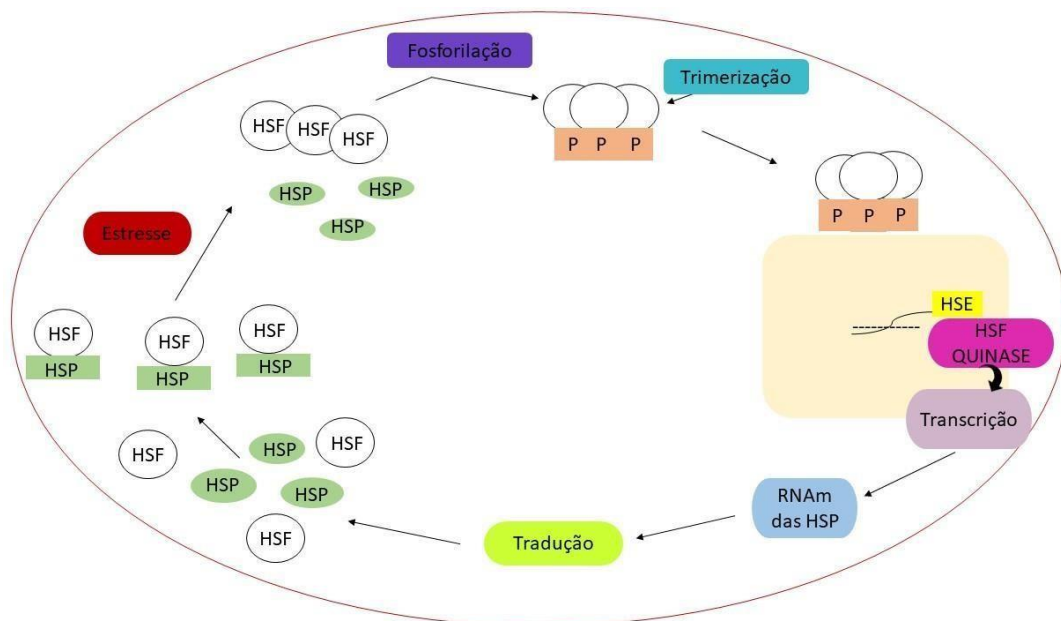 Fosforilação
Trimerização
HSF
HSF
HSF
P P P
HSP
HSP
HSP
P P P
Estresse
HSE
HSF
QUINASE
HSF
HSP
HSF
HSP
HSF
HSP
Transcrição
HSF
HSP
HSF
HSP
HSP
HSF
RNAm
das HSP
Tradução